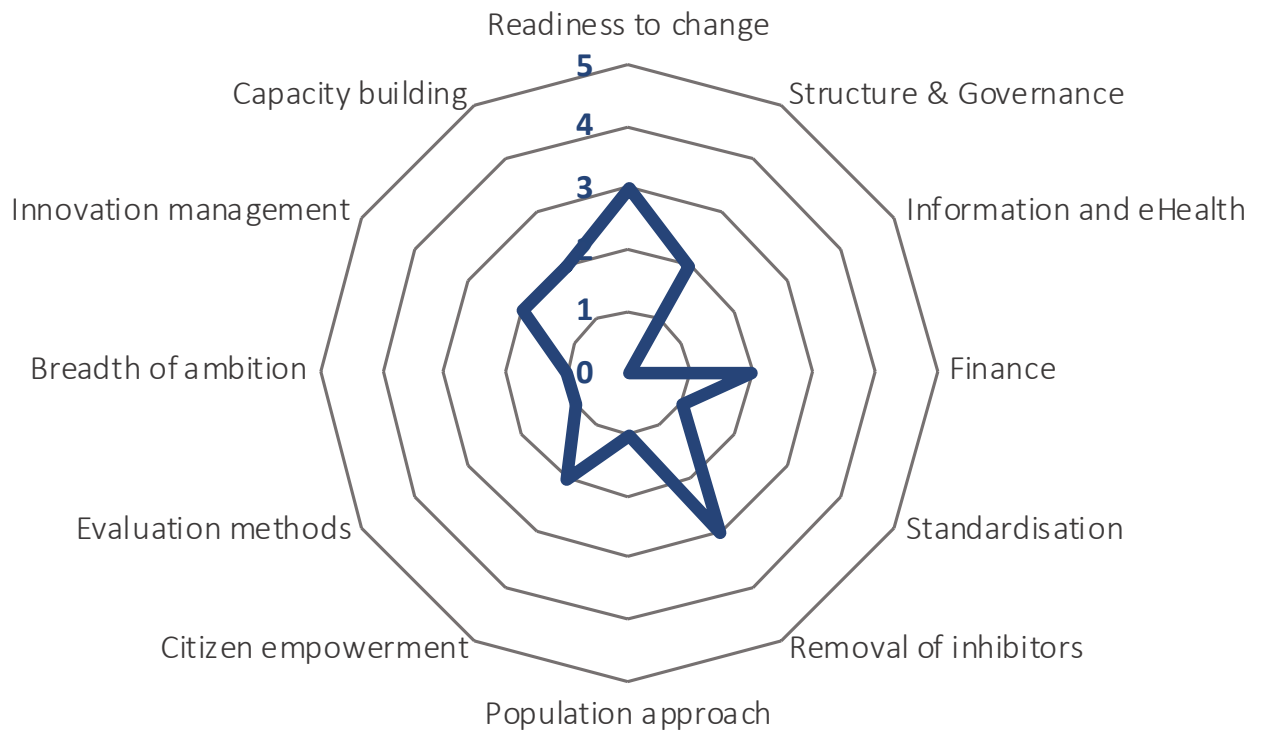 Readiness to change
5
Capacity building
Structure & Governance
4
3
Innovation management
Information and eHealth
2
1
Breadth of ambition
0
Finance
Evaluation methods
Standardisation
Citizen empowerment
Removal of inhibitors
Population approach